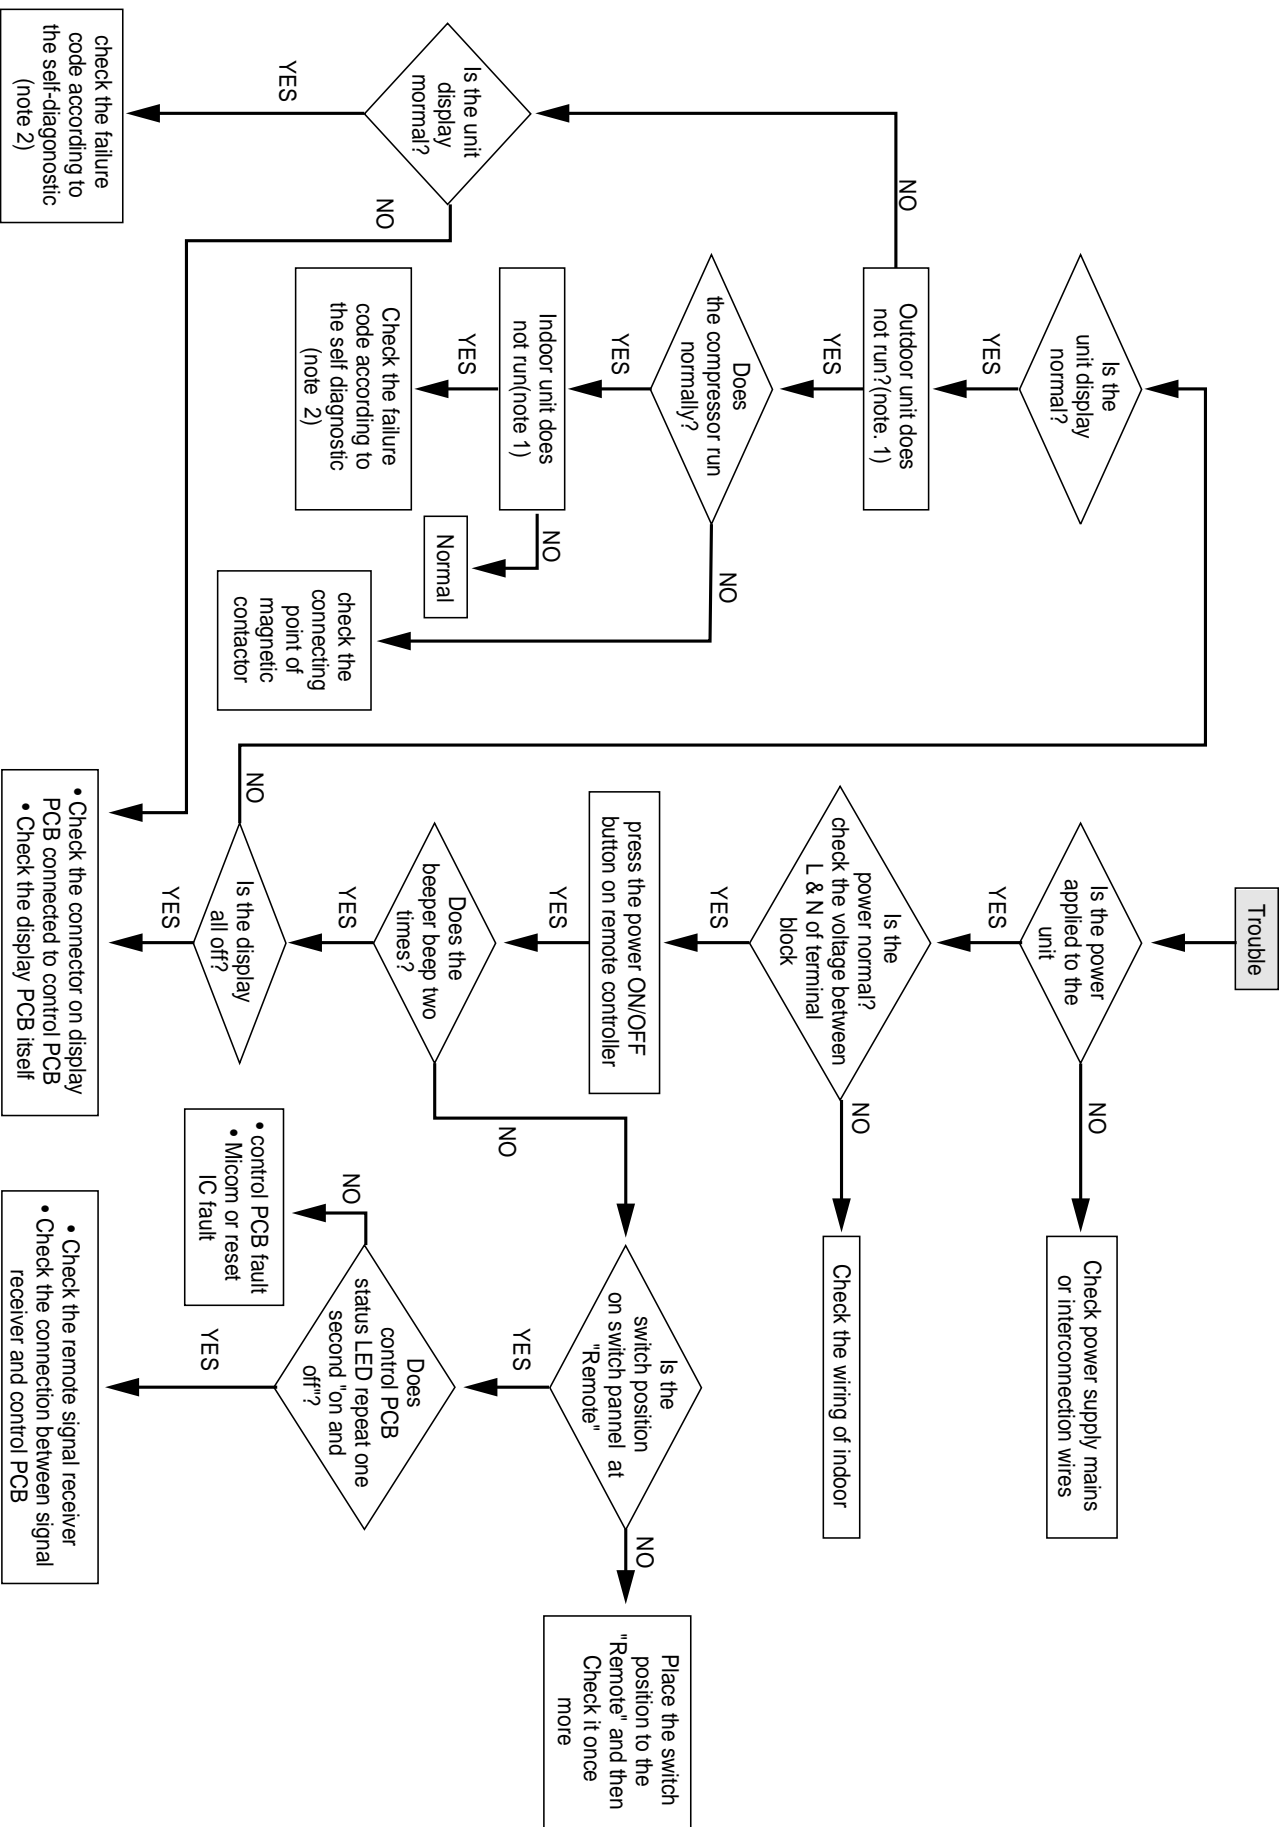 Trouble
Is the power
applied to the
unit
NO
Check power supply mains
or interconnection wires
YES
Is the
power normal?
check the voltage between
L & N of terminal
block
NO
Check the wiring of indoor
YES
press the power ON/OFF
button on remote controller
YES
Does the
beeper beep two
times?
NO
YES
Is the display
all off?
NO
YES
• Check the connector on display
PCB connected to control PCB
• Check the display PCB itself
Is the
switch position
on switch pannel at
"Remote"
NO
Place the switch
position to the
"Remote" and then
Check it once
more
YES
Does
control PCB
status LED repeat one
second "on and
off"?
NO
• control PCB fault
• Micom or reset
IC fault
YES
• Check the remote signal receiver
• Check the connection between signal
receiver and control PCB
Is the
unit display
normal?
YES
Outdoor unit does
not run?(note. 1)
NO
YES
Does
the compressor run
normally?
NO
check the
connecting
point of
magnetic
contactor
YES
Indoor unit does
not run(note 1)
NO
Normal
YES
Check the failure
code according to
the self diagnostic
(note 2)
Is the unit
display
mormal?
NO
YES
check the failure
code according to
the self-diagonostic
(note 2)